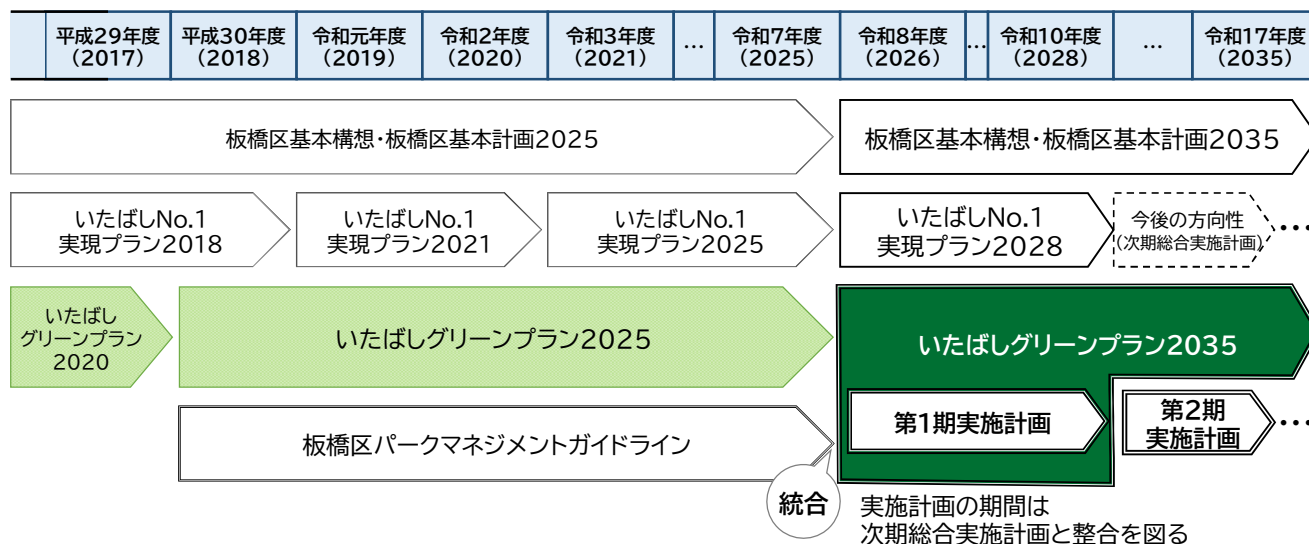 平成29年度
(2017)
平成30年度
(2018)
令和元年度
(2019)
令和2年度
(2020)
令和3年度
(2021)
…
令和7年度
(2025)
令和8年度
(2026)
…
令和10年度
(2028)
…
令和17年度
(2035)
板橋区基本構想・板橋区基本計画2025
板橋区基本構想・板橋区基本計画2035
いたばしNo.1
実現プラン2018
いたばしNo.1
実現プラン2021
いたばしNo.1
実現プラン2025
いたばしNo.1
実現プラン2028
今後の方向性
(次期総合実施計画)
…
いたばし
グリーンプラン
2020
いたばしグリーンプラン2025
いたばしグリーンプラン2035
板橋区パークマネジメントガイドライン
第1期実施計画
第2期
実施計画
…
統合
実施計画の期間は
次期総合実施計画と整合を図る